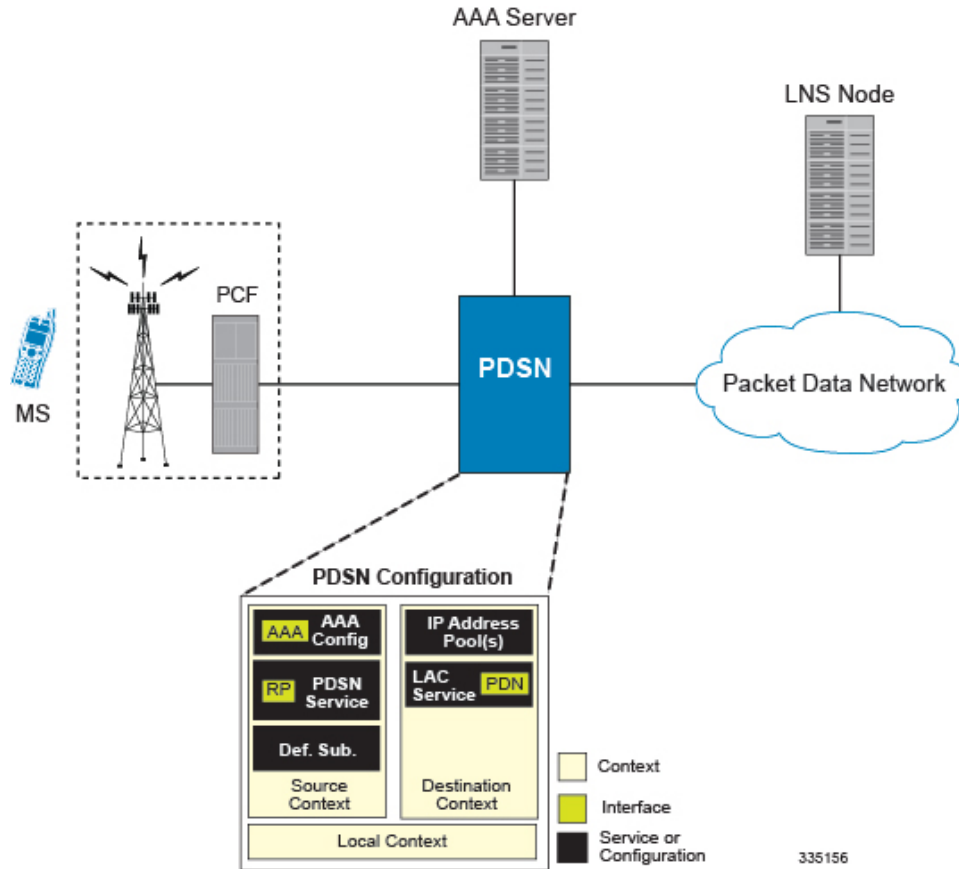 AAA Server
LNS Node
PCF
MS
PDSN
Packet Data Network
PDSN Configuration
AAA
AAA
Config
RP
PDSN
Service
Def. Sub.
Source
Context
IP Address
Pool(s)
LAC
Service
PDN
Destination
Context
Local Context
Context
Interface
Service or
Configuration
335156